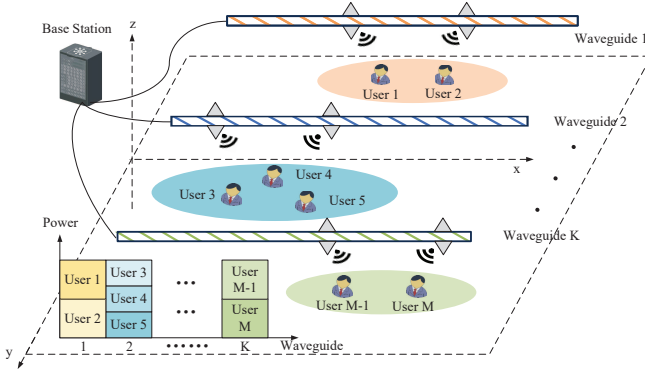 Base Station
z
Waveguide 1
User 1
User 2
Waveguide 2
x
User 4
User 3
User 5
Waveguide K
Power
User 1
User 2
User 3
User 4
User 5
...
...
User
M-1
User
M
User M-1
User M
Waveguide
1
2
......
K
y